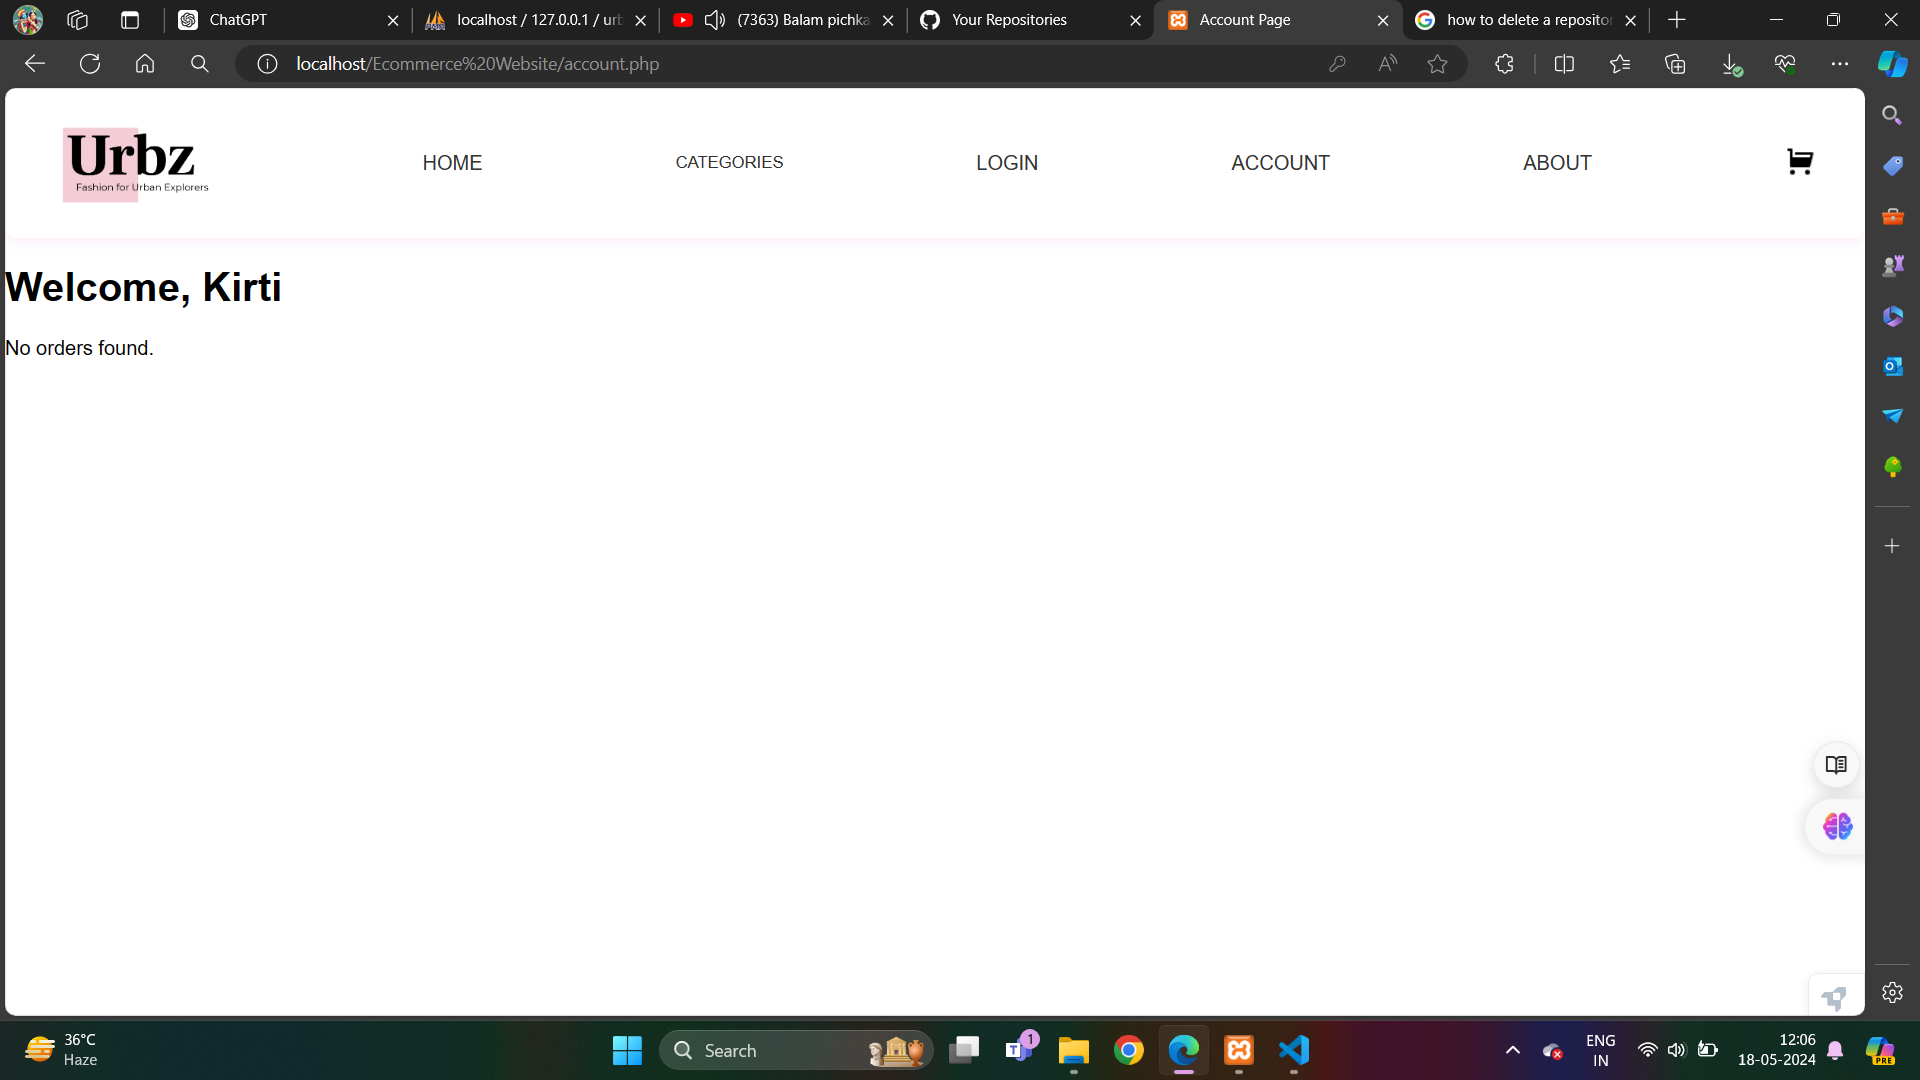 ChatGPT
localhost / 127.0.0.1 / urb
(7363) Balam pichka
Your Repositories
Account Page
how to delete a repositor
localhost/Ecommerce%20Website/account.php
Urbz
Fashion for Urban Explorers
HOME
CATEGORIES
LOGIN
ACCOUNT
ABOUT
Welcome, Kirti
No orders found.
36°C
Haze
Search
1
ENG
IN
12:06
18-05-2024
PRE